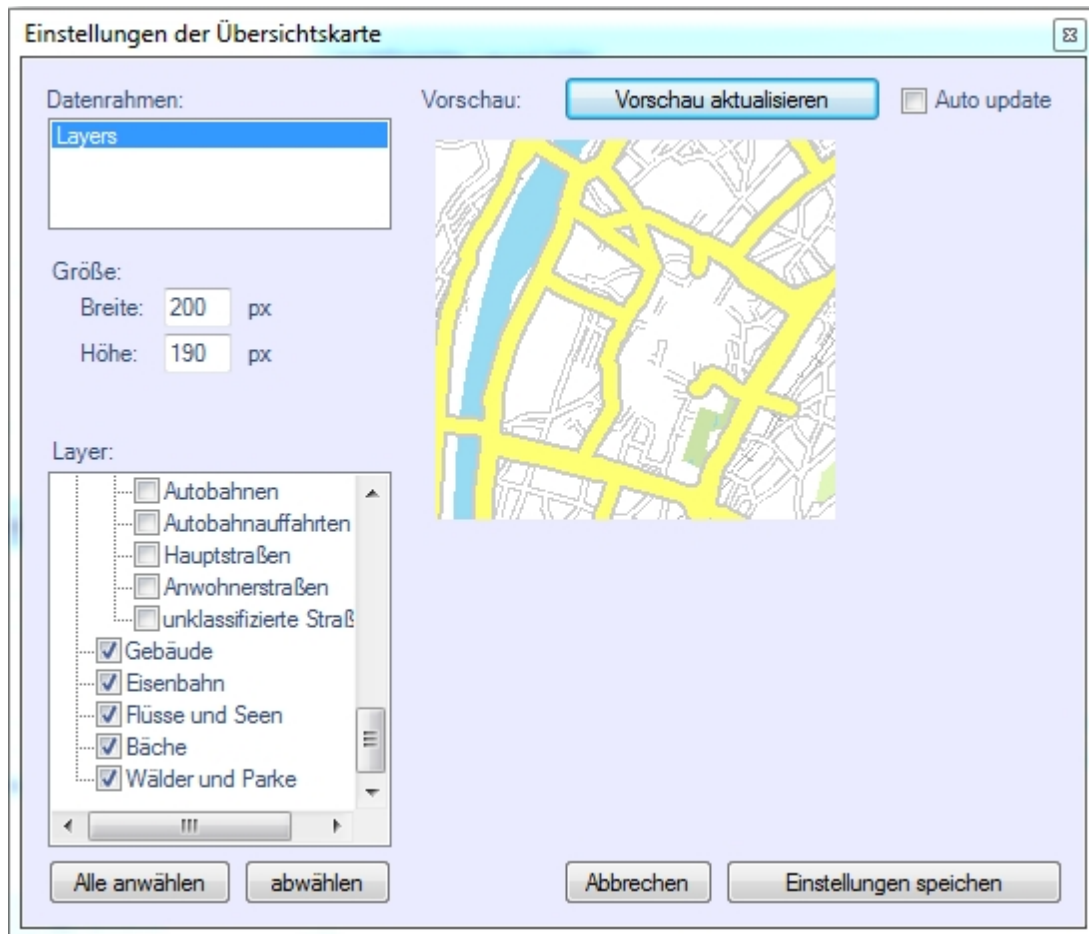 Einstellungen der Übersichtskarte
Datenrahmen:
Layers
Vorschau:
Vorschau aktualisieren
Auto update
Größe:
Breite: 200 px
Höhe: 190 px
Layer:
Autobahnen
Autobahnauffahrten
Hauptstraßen
Anwohnerstraßen
unklassifizierte Straß
Gebäude
Eisenbahn
Flüsse und Seen
Bäche
Wälder und Parke
Alle anwählen
abwählen
Abbrechen
Einstellungen speichen